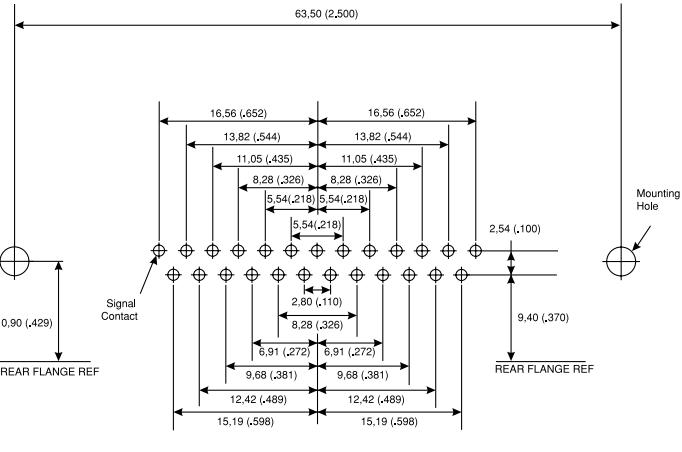 63,50 (2.500)
16,56 (.652) 16,56 (.652)
13,82 (.544) 13,82 (.544)
11,05 (.435) 11,05 (.435)
8,28 (.326) 8,28 (.326)
5,54(.218) 5,54(.218)
5,54(.218)
Mounting
Hole
2,54 (.100)
Signal
Contact
2,80 (.110)
0,90 (.429)
9,40 (.370)
8,28 (.326)
6,91 (.272) 6,91 (.272)
REAR FLANGE REF
REAR FLANGE REF
9,68 (.381) 9,68 (.381)
12,42 (.489) 12,42 (.489)
15,19 (.598) 15,19 (.598)